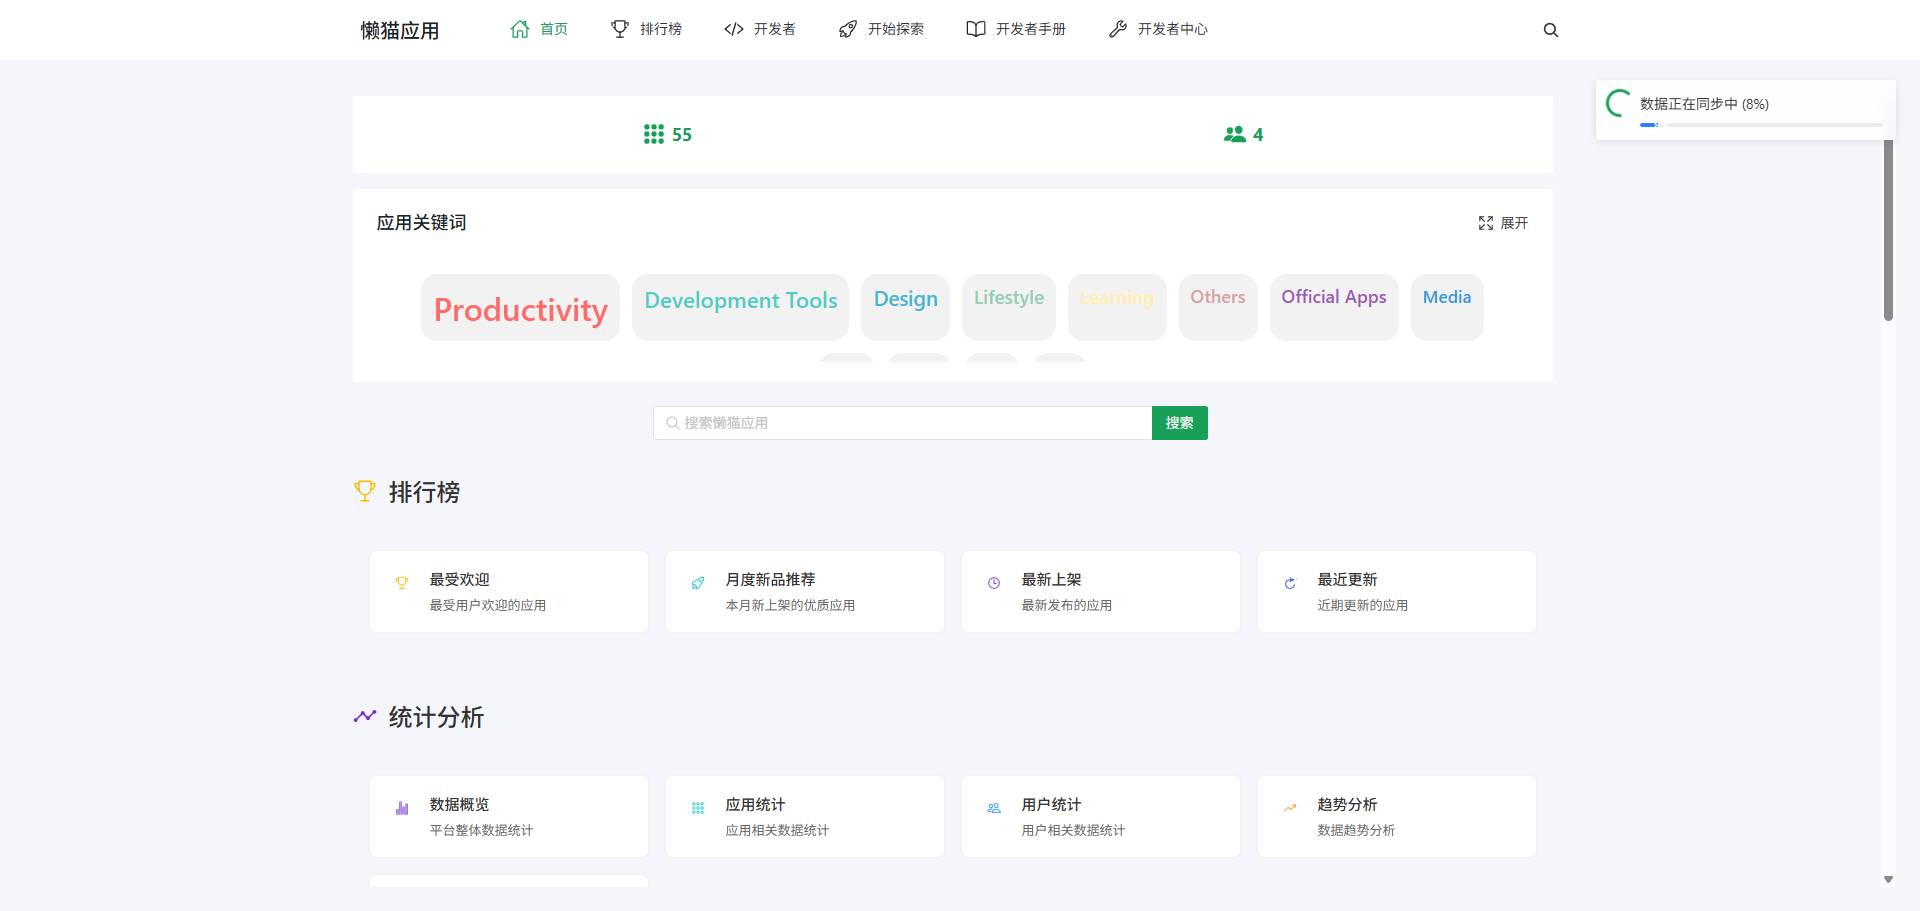 懒猫应用 首页 排行榜 开发者 开始探索 开发者手册 开发者中心
数据正在同步中 (8%)
55 4
应用关键词 展开
Productivity Development Tools Design Lifestyle Learning Others Official Apps Media
搜索懒猫应用 搜索
排行榜
最受欢迎
最受用户欢迎的应用
月度新品推荐
本月新上架的优质应用
最新上架
最新发布的应用
最近更新
近期更新的应用
统计分析
数据概览
平台整体数据统计
应用统计
应用相关数据统计
用户统计
用户相关数据统计
趋势分析
数据趋势分析